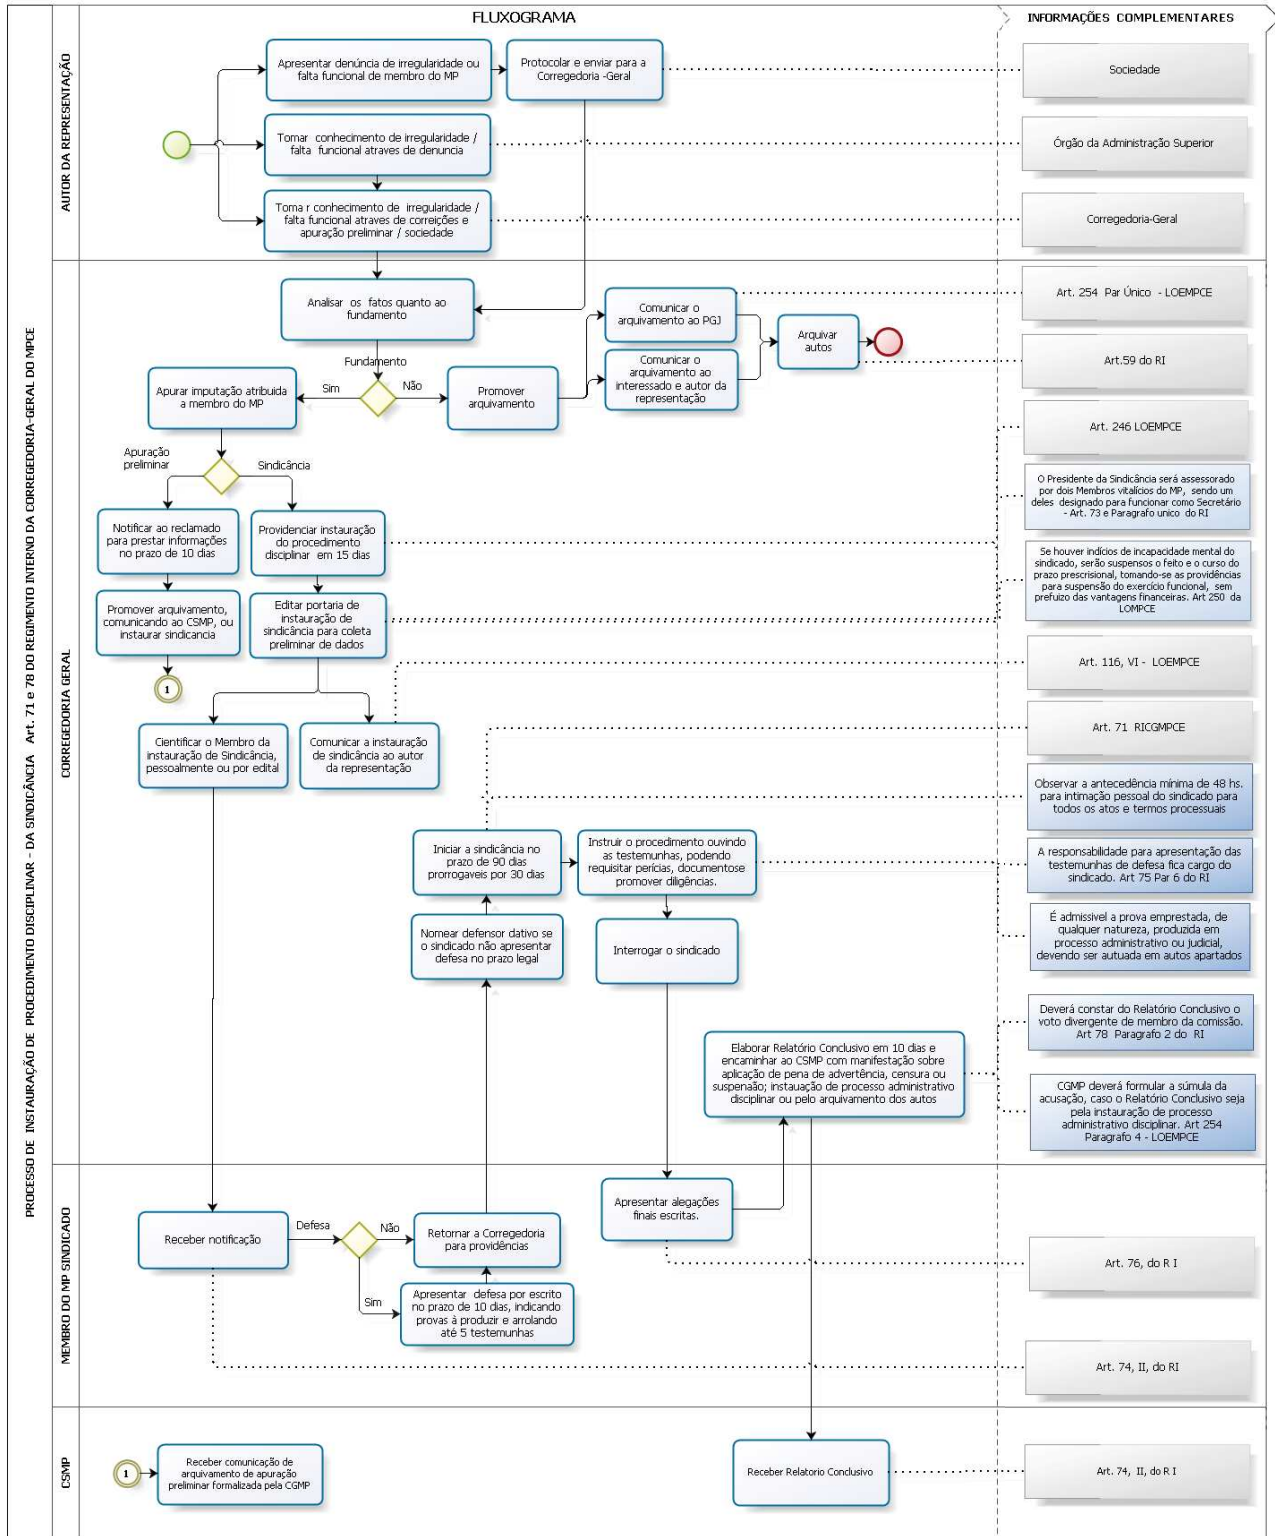 FLUXOGRAMA
INFORMAÇÕES COMPLEMENTARES
PROCESSO DE INSTAURAÇÃO DE PROCEDIMENTO DISCIPLINAR - DA SINDICÂNCIA Art. 71 e 78 DO REGIMENTO INTERNO DA CORREGEDORIA-GERAL DO MPCE
AUTOR DA REPRESENTAÇÃO
Apresentar denúncia de irregularidade ou
falta funcional de membro do MP
Protocolar e enviar para a
Corregedoria -Geral
Sociedade
Tomar conhecimento de irregularidade /
falta funcional atraves de denuncia
Órgão da Administração Superior
Toma r conhecimento de irregularidade /
falta funcional atraves de correições e
apuração preliminar / sociedade
Corregedoria-Geral
CORREGEDORIA GERAL
Analisar os fatos quanto ao
fundamento
Comunicar o
arquivamento ao PGJ
Art. 254 Par Único - LOEMPCE
Arquivar
autos
Art.59 do RI
Fundamento
Sim
Não
Comunicar o
arquivamento ao
interessado e autor da
representação
Apurar imputação atribuida
a membro do MP
Promover
arquivamento
Art. 246 LOEMPCE
Apuração
preliminar
Sindicância
O Presidente da Sindicância será assessorado
por dois Membros vitalícios do MP, sendo um
deles designado para funcionar como Secretário
- Art. 73 e Paragrafo unico do RI
Notificar ao reclamado
para prestar informações
no prazo de 10 dias
Providenciar instauração
do procedimento
disciplinar em 15 dias
Se houver indícios de incapacidade mental do
sindicado, serão suspensos o feito e o curso do
prazo prescrisional, tomando-se as providências
para suspensão do exercício funcional, sem
prefuizo das vantagens financeiras. Art 250 da
LOMPCE
Promover arquivamento,
comunicando ao CSMP, ou
instaurar sindicancia
Editar portaria de
instauração de
sindicância para coleta
preliminar de dados
1
Art. 116, VI - LOEMPCE
Cientificar o Membro da
instauração de Sindicância,
pessoalmente ou por edital
Comunicar a instauração
de sindicância ao autor
da representação
Art. 71 RICGMPCE
Observar a antecedência mínima de 48 hs.
para intimação pessoal do sindicado para
todos os atos e termos processuais
Iniciar a sindicância no
prazo de 90 dias
prorrogaveis por 30 dias
Instruir o procedimento ouvindo
as testemunhas, podendo
requisitar perícias, documentose
promover diligências.
A responsabilidade para apresentação das
testemunhas de defesa fica cargo do
sindicado. Art 75 Par 6 do RI
Nomear defensor dativo se
o sindicado não apresentar
defesa no prazo legal
Interrogar o sindicado
É admissivel a prova emprestada, de
qualquer natureza, produzida em
processo administrativo ou judicial,
devendo ser autuada em autos apartados
Elaborar Relatório Conclusivo em 10 dias e
encaminhar ao CSMP com manifestação sobre
aplicação de pena de advertência, censura ou
suspenaão; instauação de processo administrativo
disciplinar ou pelo arquivamento dos autos
Deverá constar do Relatório Conclusivo o
voto divergente de membro da comissão.
Art 78 Paragrafo 2 do RI
CGMP deverá formular a súmula da
acusação, caso o Relatório Conclusivo seja
pela instauração de processo
administrativo disciplinar. Art 254
Paragrafo 4 - LOEMPCE
MEMBRO DO MP SINDICADO
Receber notificação
Defesa
Não
Sim
Retornar a Corregedoria
para providências
Apresentar defesa por escrito
no prazo de 10 dias, indicando
provas à produzir e arrolando
até 5 testemunhas
Apresentar alegações
finais escritas.
Art. 76, do R I
Art. 74, II, do RI
CSMP
1
Receber comunicação de
arquivamento de apuração
preliminar formalizada pela CGMP
Receber Relatorio Conclusivo
Art. 74, II, do R I